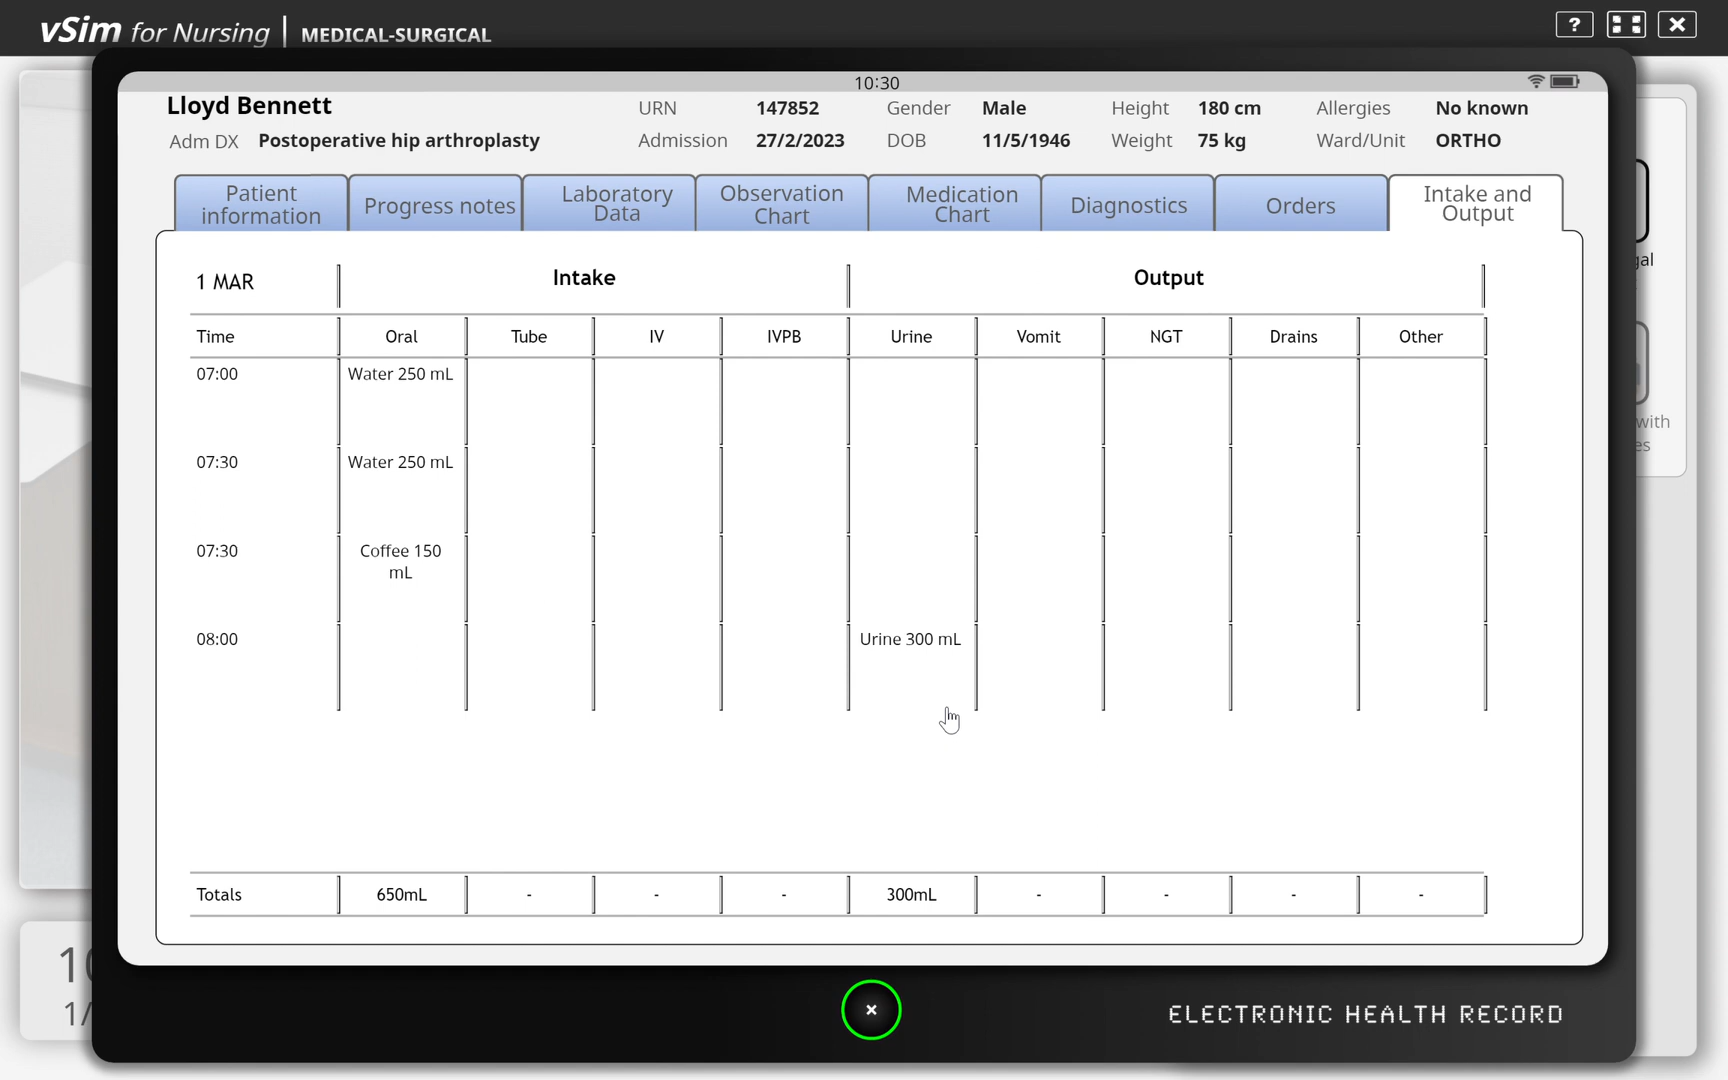 vSim for Nursing | MEDICAL-SURGICAL
?
10:30
Lloyd Bennett
URN 147852 Gender Male Height 180 cm Allergies No known
Adm DX Postoperative hip arthroplasty Admission 27/2/2023 DOB 11/5/1946 Weight 75 kg Ward/Unit ORTHO
Patient information
Progress notes
Laboratory Data
Observation Chart
Medication Chart
Diagnostics
Orders
Intake and Output
1 MAR Intake Output
Time Oral Tube IV IVPB Urine Vomit NGT Drains Other
07:00 Water 250 mL
07:30 Water 250 mL
07:30 Coffee 150 mL
08:00 Urine 300 mL
Totals 650mL - - - 300mL - - - -
with
ELECTRONIC HEALTH RECORD